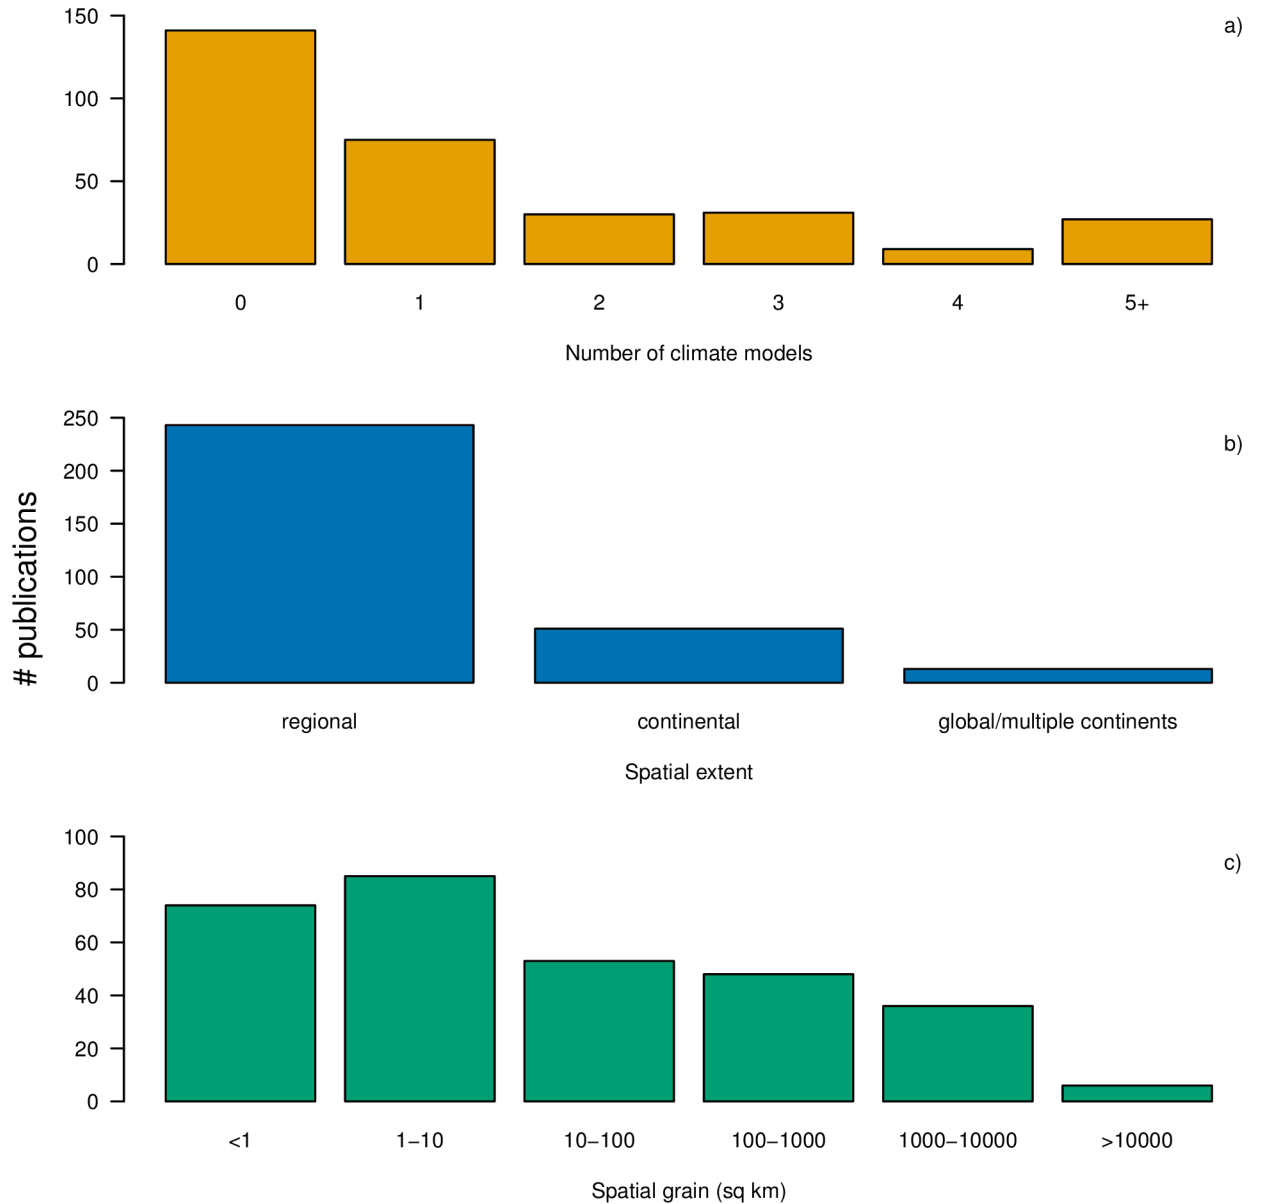 a)
150
100
50
0
0 1 2 3 4 5+
Number of climate models
b)
# publications
250
200
150
100
50
0
regional continental global/multiple continents
Spatial extent
c)
100
80
60
40
20
0
<1 1–10 10–100 100–1000 1000–10000 >10000
Spatial grain (sq km)